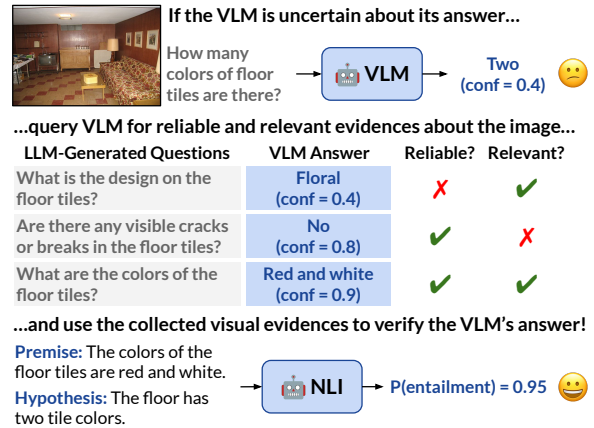 If the VLM is uncertain about its answer...
How many
colors of floor
tiles are there?
VLM
Two
(conf = 0.4)
...query VLM for reliable and relevant evidences about the image...
LLM-Generated Questions VLM Answer Reliable? Relevant?
What is the design on the
floor tiles?
Floral
(conf = 0.4)
✗ ✔
Are there any visible cracks
or breaks in the floor tiles?
No
(conf = 0.8)
✔ ✗
What are the colors of the
floor tiles?
Red and white
(conf = 0.9)
✔ ✔
...and use the collected visual evidences to verify the VLM's answer!
Premise: The colors of the
floor tiles are red and white.
Hypothesis: The floor has
two tile colors.
NLI
P(entailment) = 0.95